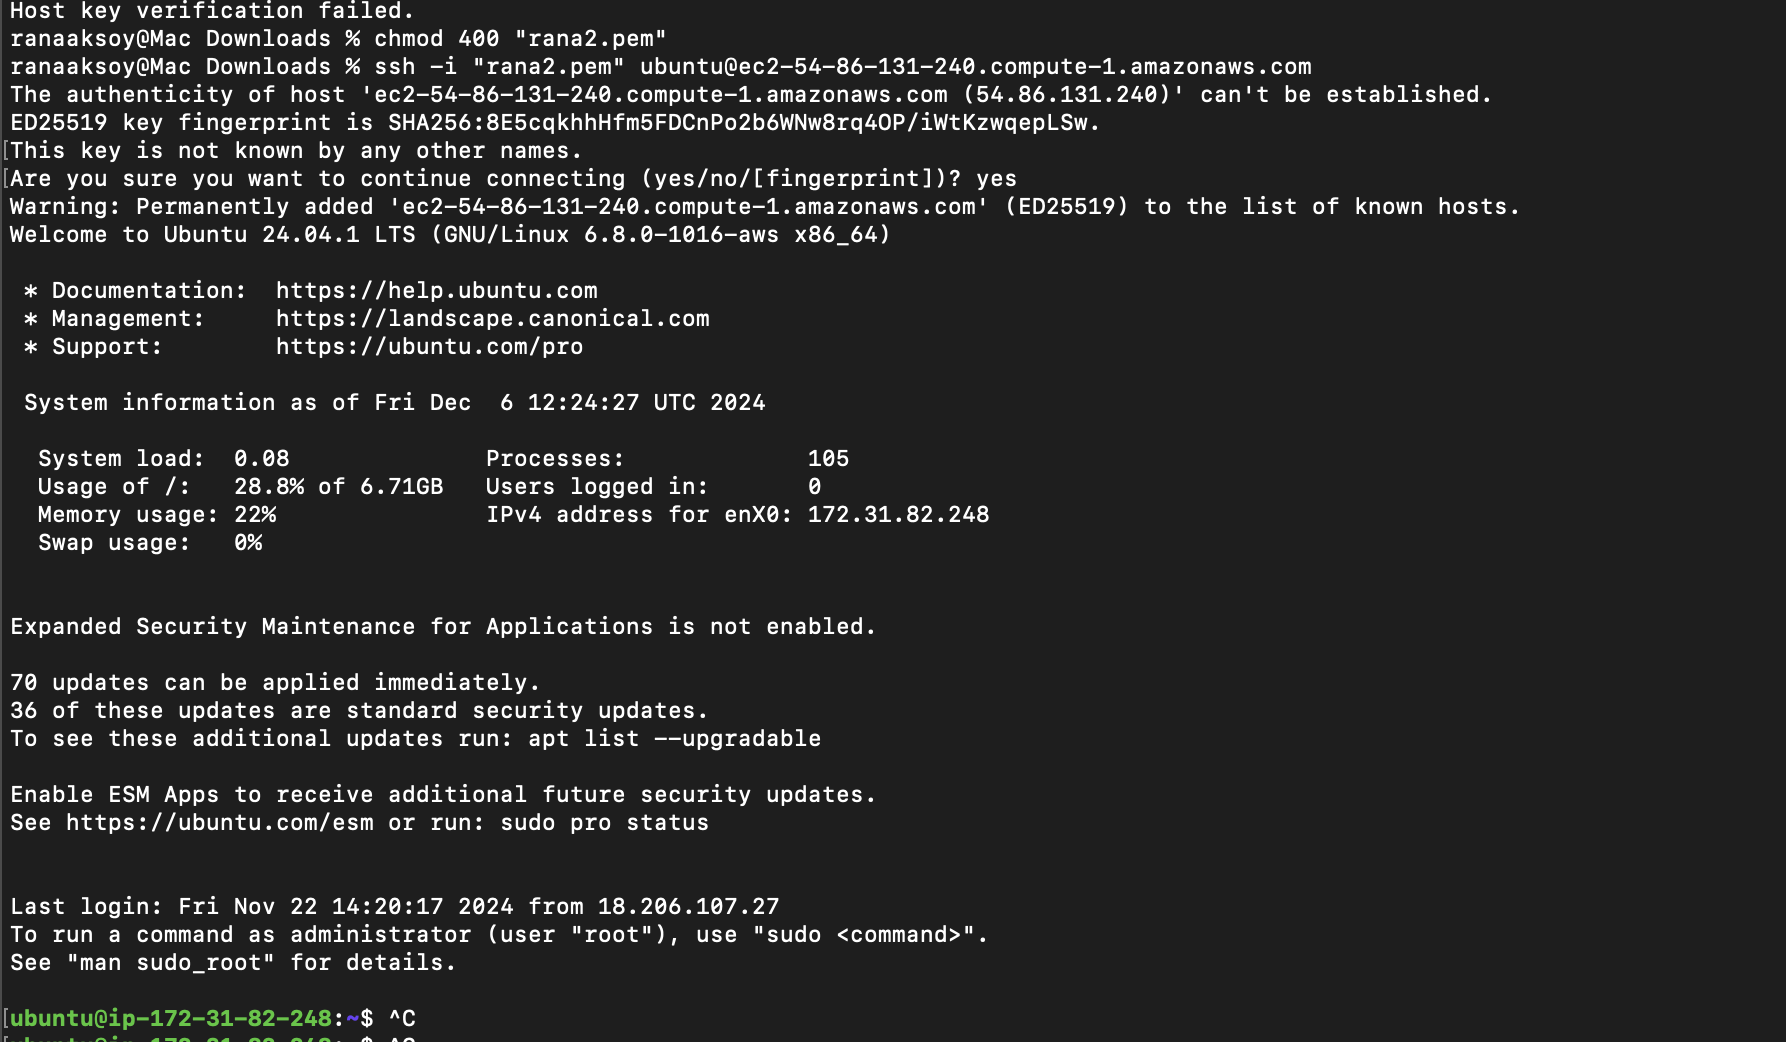 Host key verification failed.
ranaaksoy@Mac Downloads % chmod 400 "rana2.pem"
ranaaksoy@Mac Downloads % ssh -i "rana2.pem" ubuntu@ec2-54-86-131-240.compute-1.amazonaws.com
The authenticity of host 'ec2-54-86-131-240.compute-1.amazonaws.com (54.86.131.240)' can't be established.
ED25519 key fingerprint is SHA256:8E5cqkhhHfm5FDCnPo2b6WNw8rq4OP/iWtKzwqepLSw.
[This key is not known by any other names.
[Are you sure you want to continue connecting (yes/no/[fingerprint])? yes
Warning: Permanently added 'ec2-54-86-131-240.compute-1.amazonaws.com' (ED25519) to the list of known hosts.
Welcome to Ubuntu 24.04.1 LTS (GNU/Linux 6.8.0-1016-aws x86_64)
* Documentation:  https://help.ubuntu.com
* Management:     https://landscape.canonical.com
* Support:        https://ubuntu.com/pro
System information as of Fri Dec  6 12:24:27 UTC 2024
System load:  0.08              Processes:             105
Usage of /:   28.8% of 6.71GB   Users logged in:       0
Memory usage: 22%               IPv4 address for enX0: 172.31.82.248
Swap usage:   0%
Expanded Security Maintenance for Applications is not enabled.
70 updates can be applied immediately.
36 of these updates are standard security updates.
To see these additional updates run: apt list --upgradable
Enable ESM Apps to receive additional future security updates.
See https://ubuntu.com/esm or run: sudo pro status
Last login: Fri Nov 22 14:20:17 2024 from 18.206.107.27
To run a command as administrator (user "root"), use "sudo <command>".
See "man sudo_root" for details.
[ubuntu@ip-172-31-82-248:~$ ^C